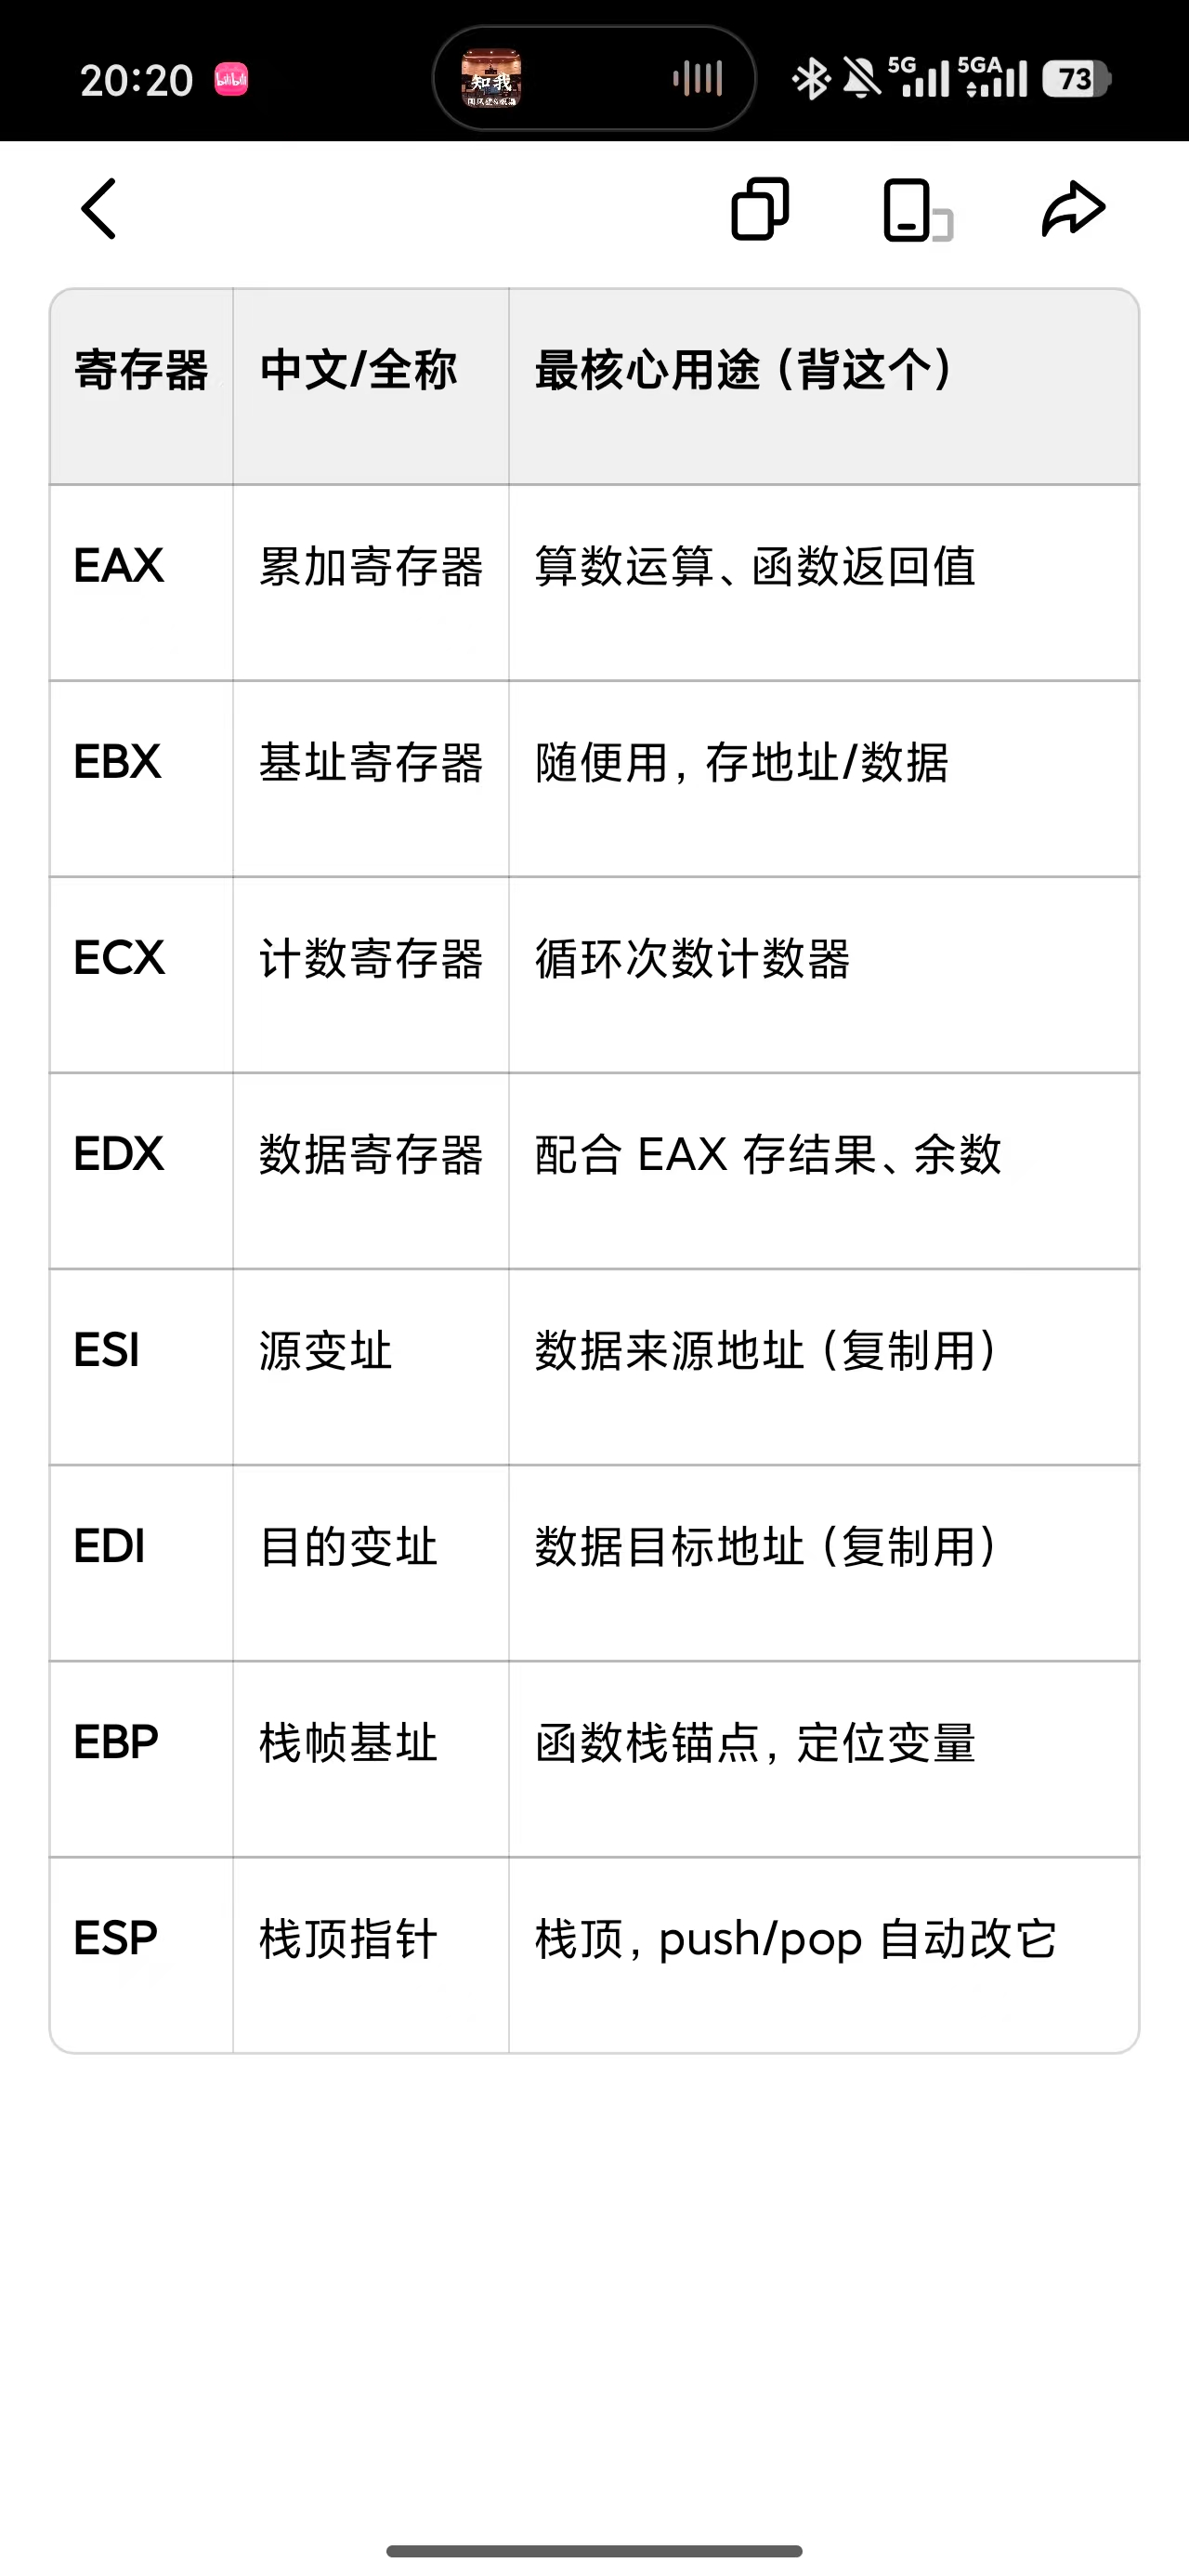 20:20
bilibili
知我
5G 5GA 73
寄存器 中文/全称 最核心用途（背这个）
EAX 累加寄存器 算数运算、函数返回值
EBX 基址寄存器 随便用，存地址/数据
ECX 计数寄存器 循环次数计数器
EDX 数据寄存器 配合 EAX 存结果、余数
ESI 源变址 数据来源地址（复制用）
EDI 目的变址 数据目标地址（复制用）
EBP 栈帧基址 函数栈锚点，定位变量
ESP 栈顶指针 栈顶，push/pop 自动改它